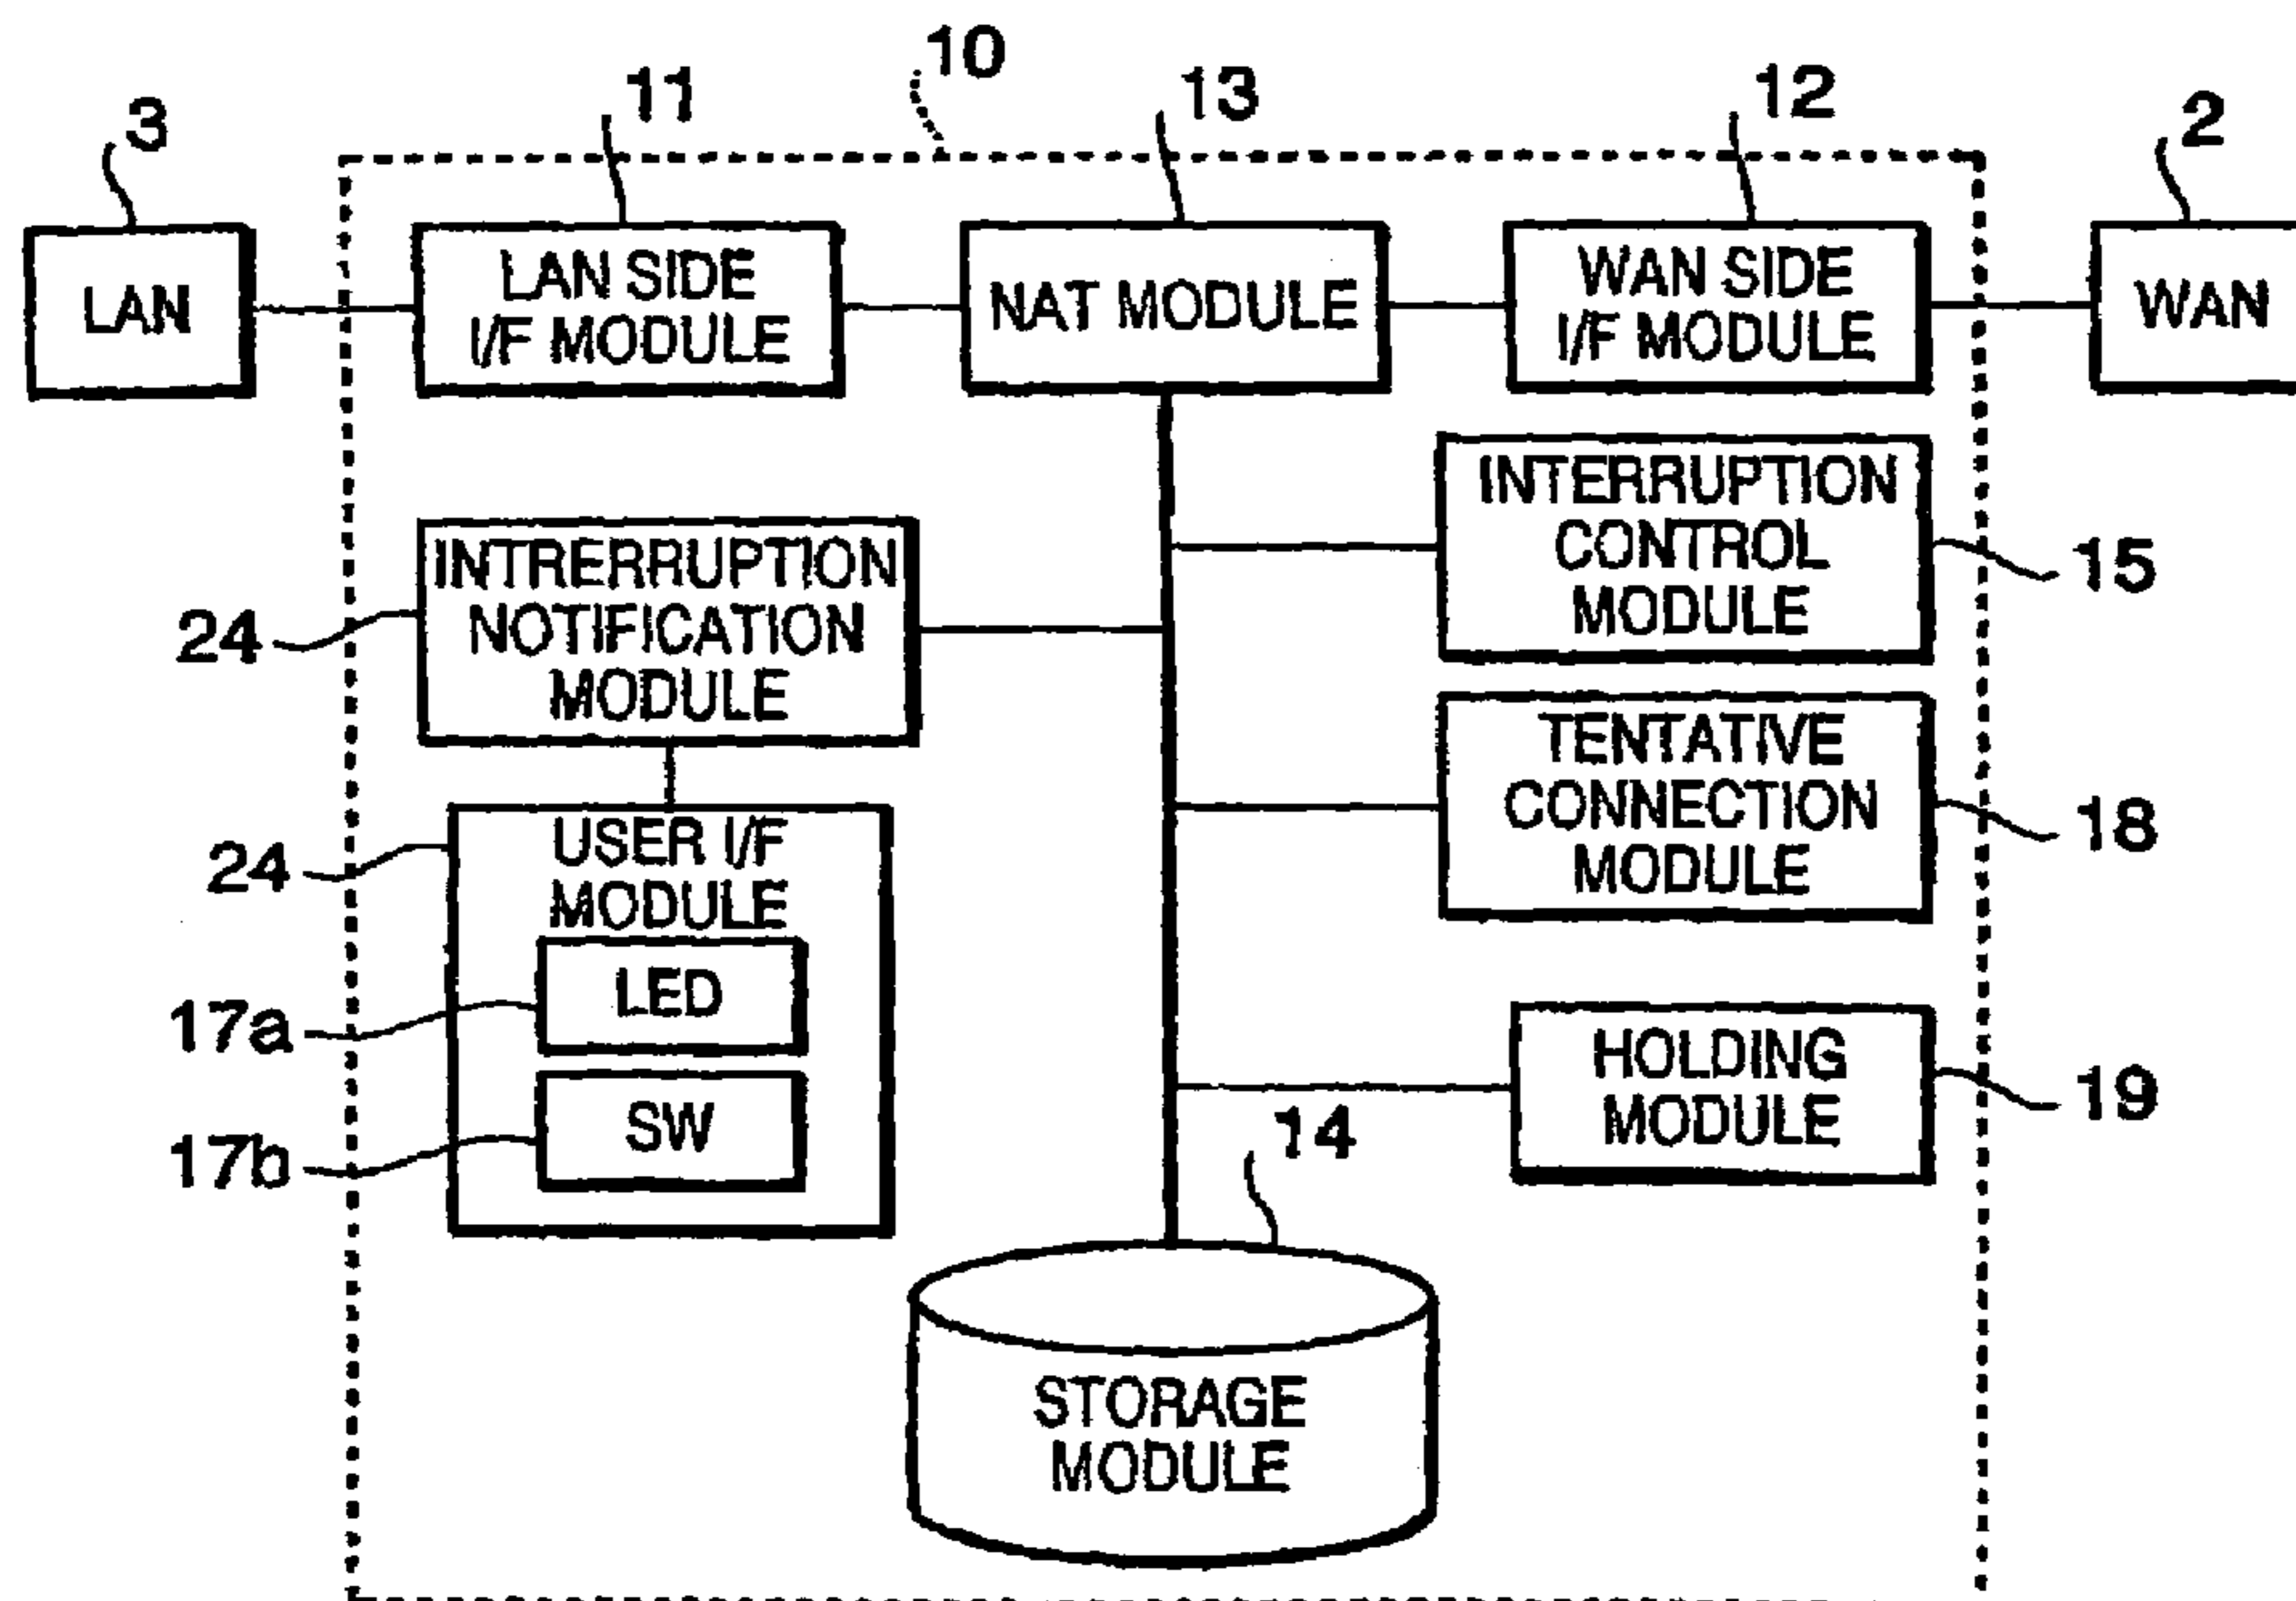 10
3
11
13
12
2
LAN
LAN SIDE
I/F MODULE
NAT MODULE
WAN SIDE
I/F MODULE
WAN
INTERRUPTION
CONTROL
MODULE
15
24
INTRERRUPTION
NOTIFICATION
MODULE
TENTATIVE
CONNECTION
MODULE
18
24
USER I/F
MODULE
17a
LED
17b
SW
HOLDING
MODULE
19
14
STORAGE
MODULE